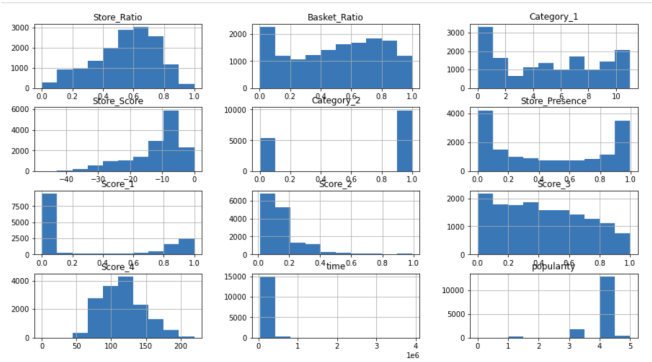 Store_Ratio Basket_Ratio Category_1
3000 2000 1000 0
0.0 0.2 0.4 0.6 0.8 1.0
2000 1500 1000 500 0
0.0 0.2 0.4 0.6 0.8 1.0
3000 2000 1000 0
0 2 4 6 8 10
Store_Score Category_2 Store_Presence
6000 4000 2000 0
−40 −30 −20 −10 0
10000 5000 0
0.0 0.2 0.4 0.6 0.8 1.0
4000 2000 0
0.0 0.2 0.4 0.6 0.8 1.0
Score_1 Score_2 Score_3
7500 5000 2500 0
0.0 0.2 0.4 0.6 0.8 1.0
6000 4000 2000 0
0.0 0.2 0.4 0.6 0.8 1.0
2000 1000 0
0.0 0.2 0.4 0.6 0.8 1.0
Score_4 time popularity
4000 2000 0
0 50 100 150 200
15000 10000 5000 0
0 1 2 3 4
1e6
10000 5000 0
0 1 2 3 4 5